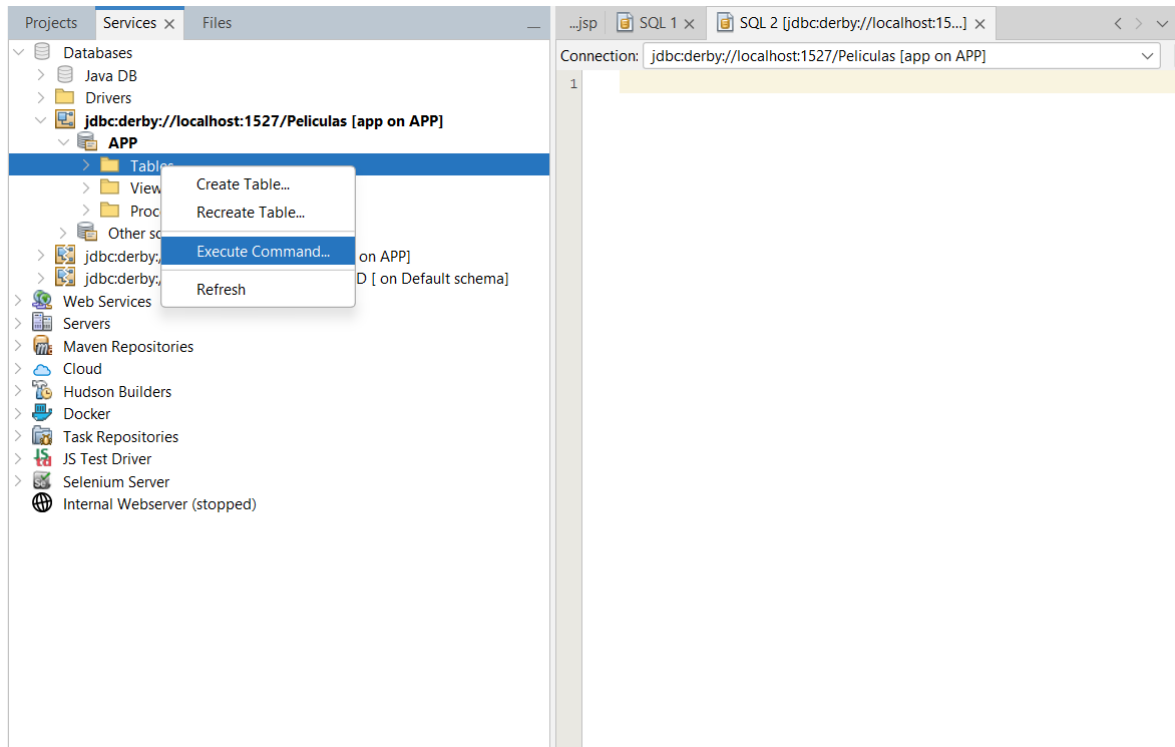 Projects Services Files
Databases
Java DB
Drivers
jdbc:derby://localhost:1527/Peliculas [app on APP]
APP
Tables
View
Proc
Other sc
jdbc:derby:/ on APP]
jdbc:derby:/ D [ on Default schema]
Web Services
Servers
Maven Repositories
Cloud
Hudson Builders
Docker
Task Repositories
JS Test Driver
Selenium Server
Internal Webserver (stopped)
Create Table...
Recreate Table...
Execute Command...
Refresh
...jsp SQL 1 SQL 2 [jdbc:derby://localhost:15...]
Connection: jdbc:derby://localhost:1527/Peliculas [app on APP]
1